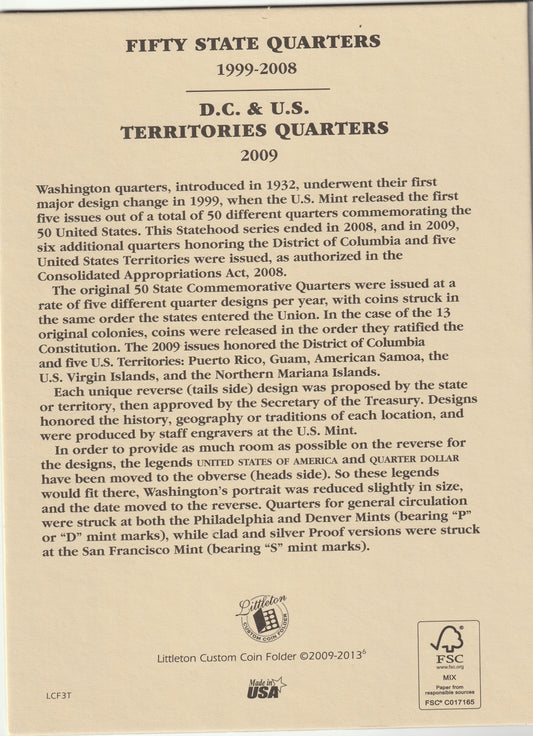 FIFTY STATE QUARTERS
1999-2008
D.C. & U.S.
TERRITORIES QUARTERS
2009
Washington quarters, introduced in 1932, underwent their first
major design change in 1999, when the U.S. Mint released the first
five issues out of a total of 50 different quarters commemorating the
50 United States. This Statehood series ended in 2008, and in 2009,
six additional quarters honoring the District of Columbia and five
United States Territories were issued, as authorized in the
Consolidated Appropriations Act, 2008.
The original 50 State Commemorative Quarters were issued at a
rate of five different quarter designs per year, with coins struck in
the same order the states entered the Union. In the case of the 13
original colonies, coins were released in the order they ratified the
Constitution. The 2009 issues honored the District of Columbia
and five U.S. Territories: Puerto Rico, Guam, American Samoa, the
U.S. Virgin Islands, and the Northern Mariana Islands.
Each unique reverse (tails side) design was proposed by the state
or territory, then approved by the Secretary of the Treasury. Designs
honored the history, geography or traditions of each location, and
were produced by staff engravers at the U.S. Mint.
In order to provide as much room as possible on the reverse for
the designs, the legends UNITED STATES OF AMERICA and QUARTER DOLLAR
have been moved to the obverse (heads side). So these legends
would fit there, Washington's portrait was reduced slightly in size,
and the date moved to the reverse. Quarters for general circulation
were struck at both the Philadelphia and Denver Mints (bearing "P"
or "D" mint marks), while clad and silver Proof versions were struck
at the San Francisco Mint (bearing "S" mint marks).
Littleton
CUSTOM COIN FOLDER
Littleton Custom Coin Folder ©2009-2013⁶
LCF3T
Made in
USA
FSC
www.fsc.org
MIX
Paper from
responsible sources
FSC® C017165